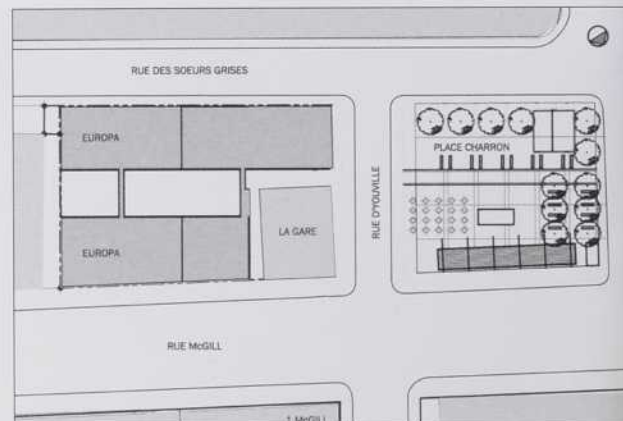 RUE DES SOEURS GRISES
EUROPA
PLACE CHARRON
RUE D'YOUVILLE
LA GARE
EUROPA
RUE McGILL
1 McGILL